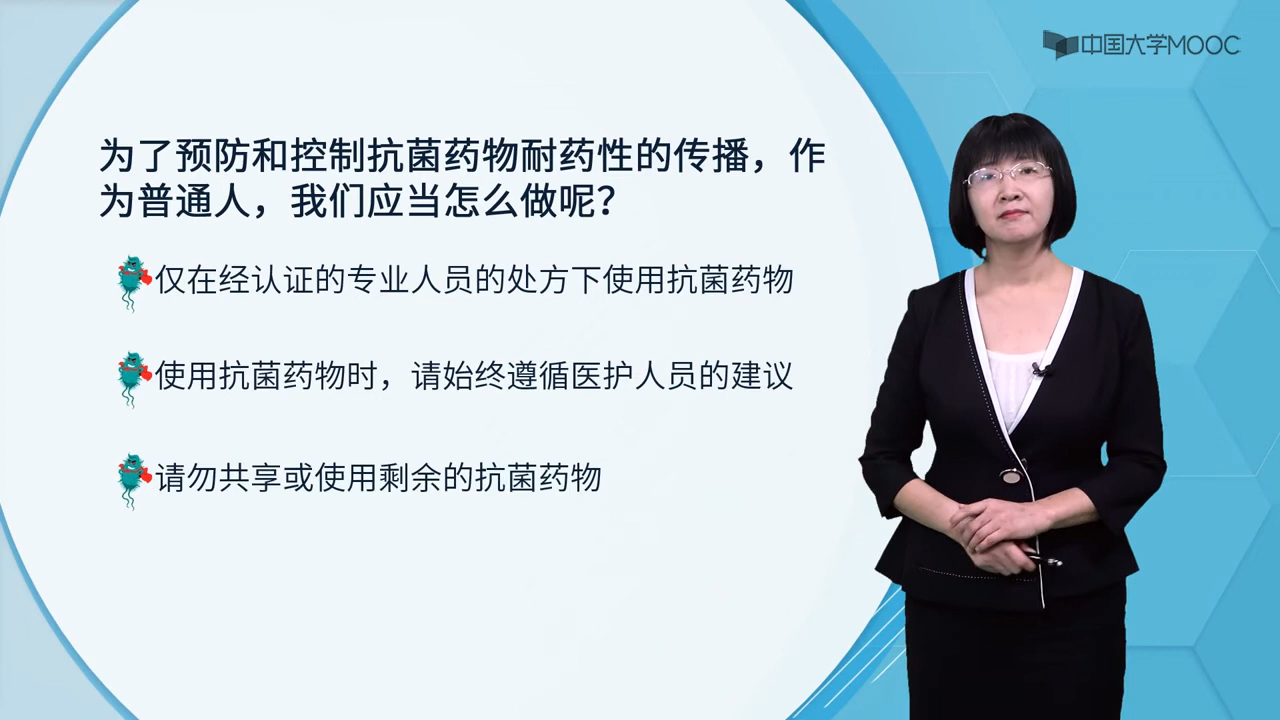 中国大学MOOC
为了预防和控制抗菌药物耐药性的传播，作
为普通人，我们应当怎么做呢？
仅在经认证的专业人员的处方下使用抗菌药物
使用抗菌药物时，请始终遵循医护人员的建议
请勿共享或使用剩余的抗菌药物